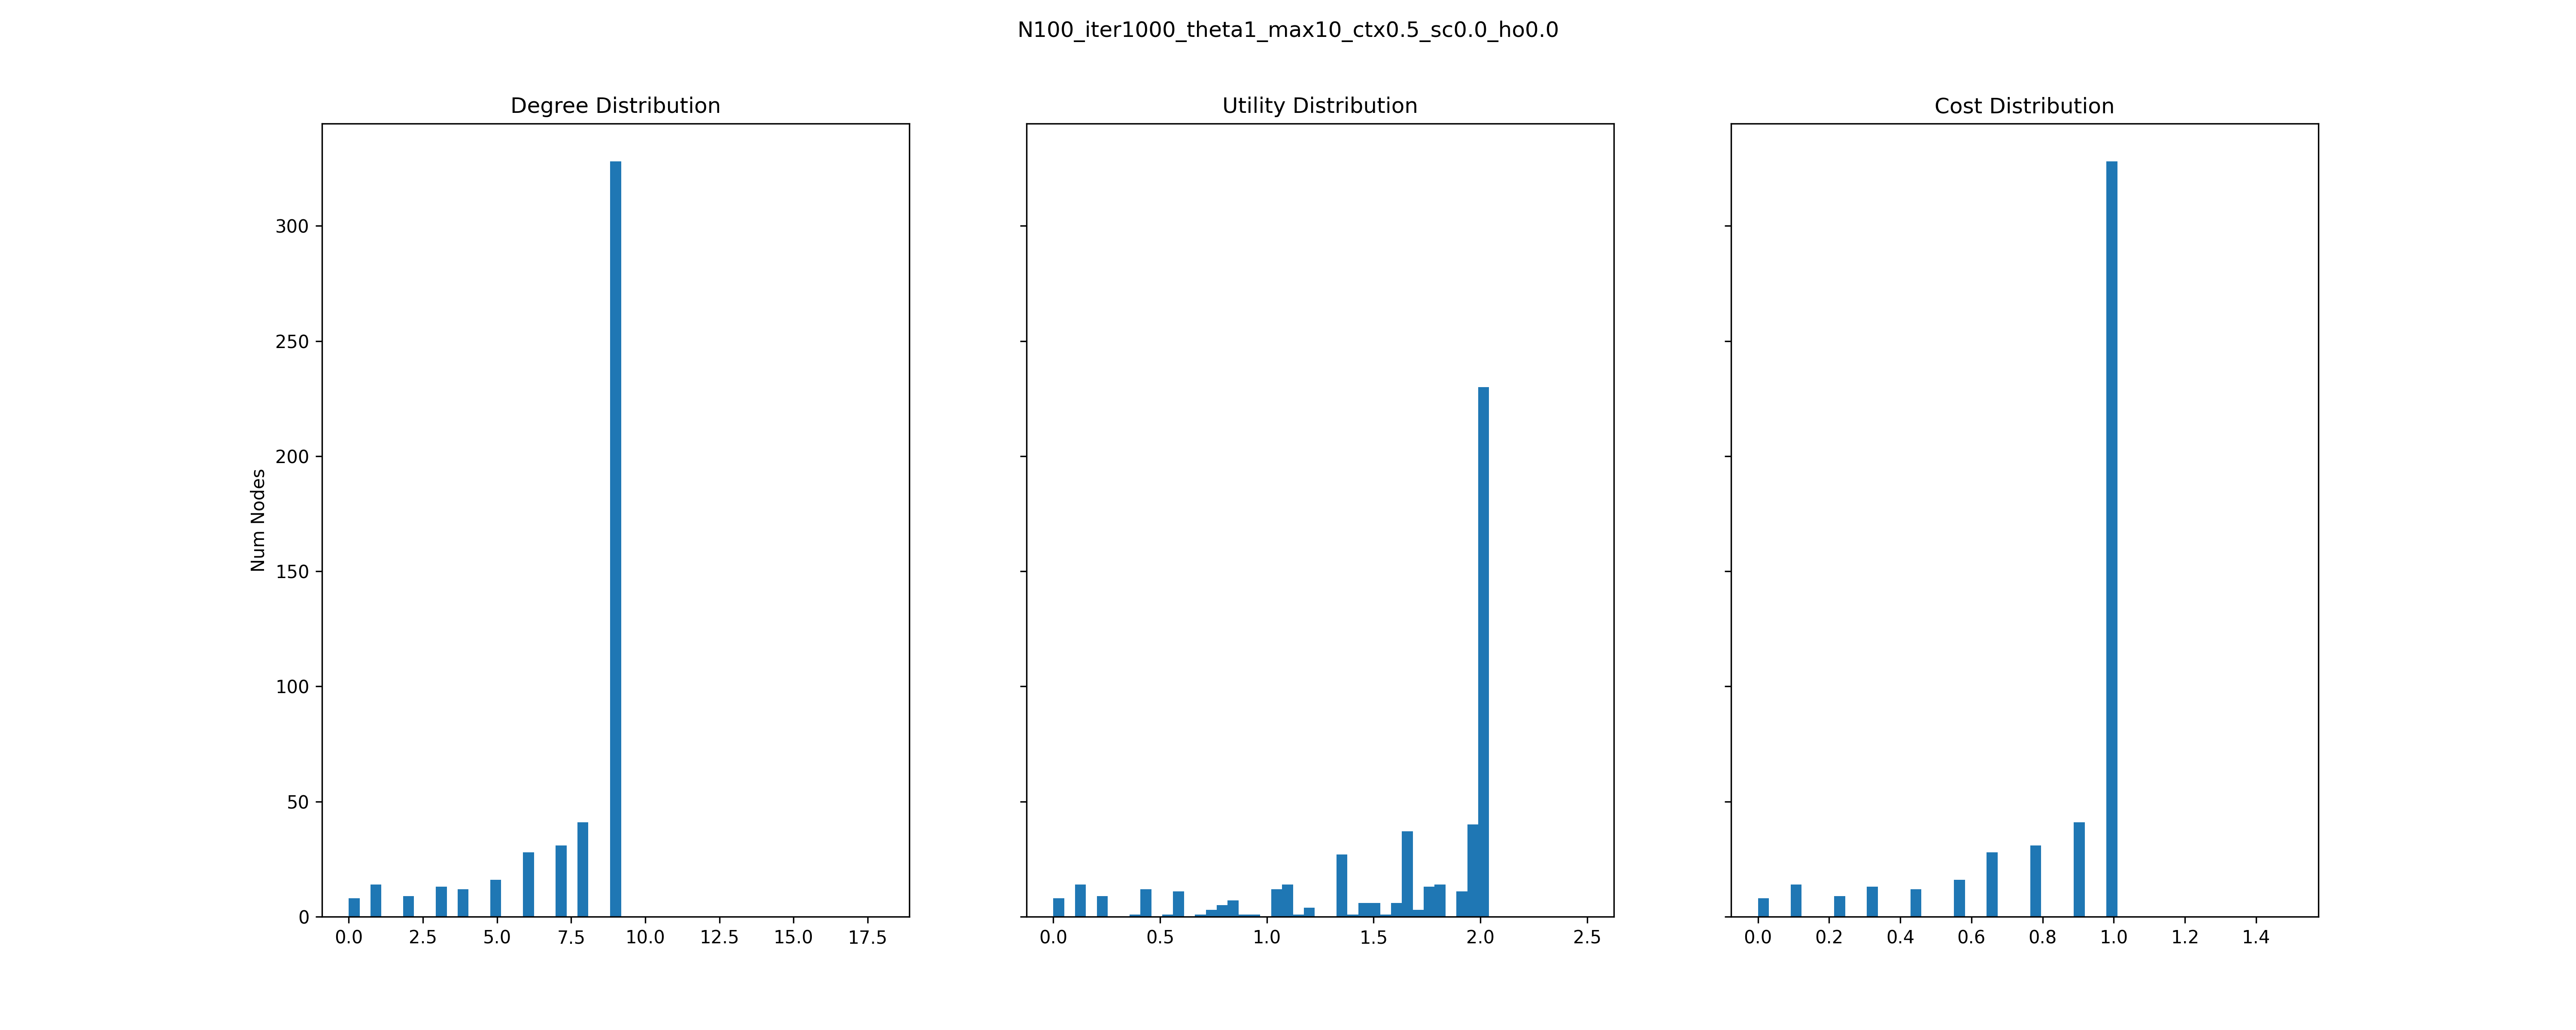 N100_iter1000_theta1_max10_ctx0.5_sc0.0_ho0.0
Degree Distribution
Num Nodes
300
250
200
150
100
50
0
0.0 2.5 5.0 7.5 10.0 12.5 15.0 17.5
Utility Distribution
0.0 0.5 1.0 1.5 2.0 2.5
Cost Distribution
0.0 0.2 0.4 0.6 0.8 1.0 1.2 1.4